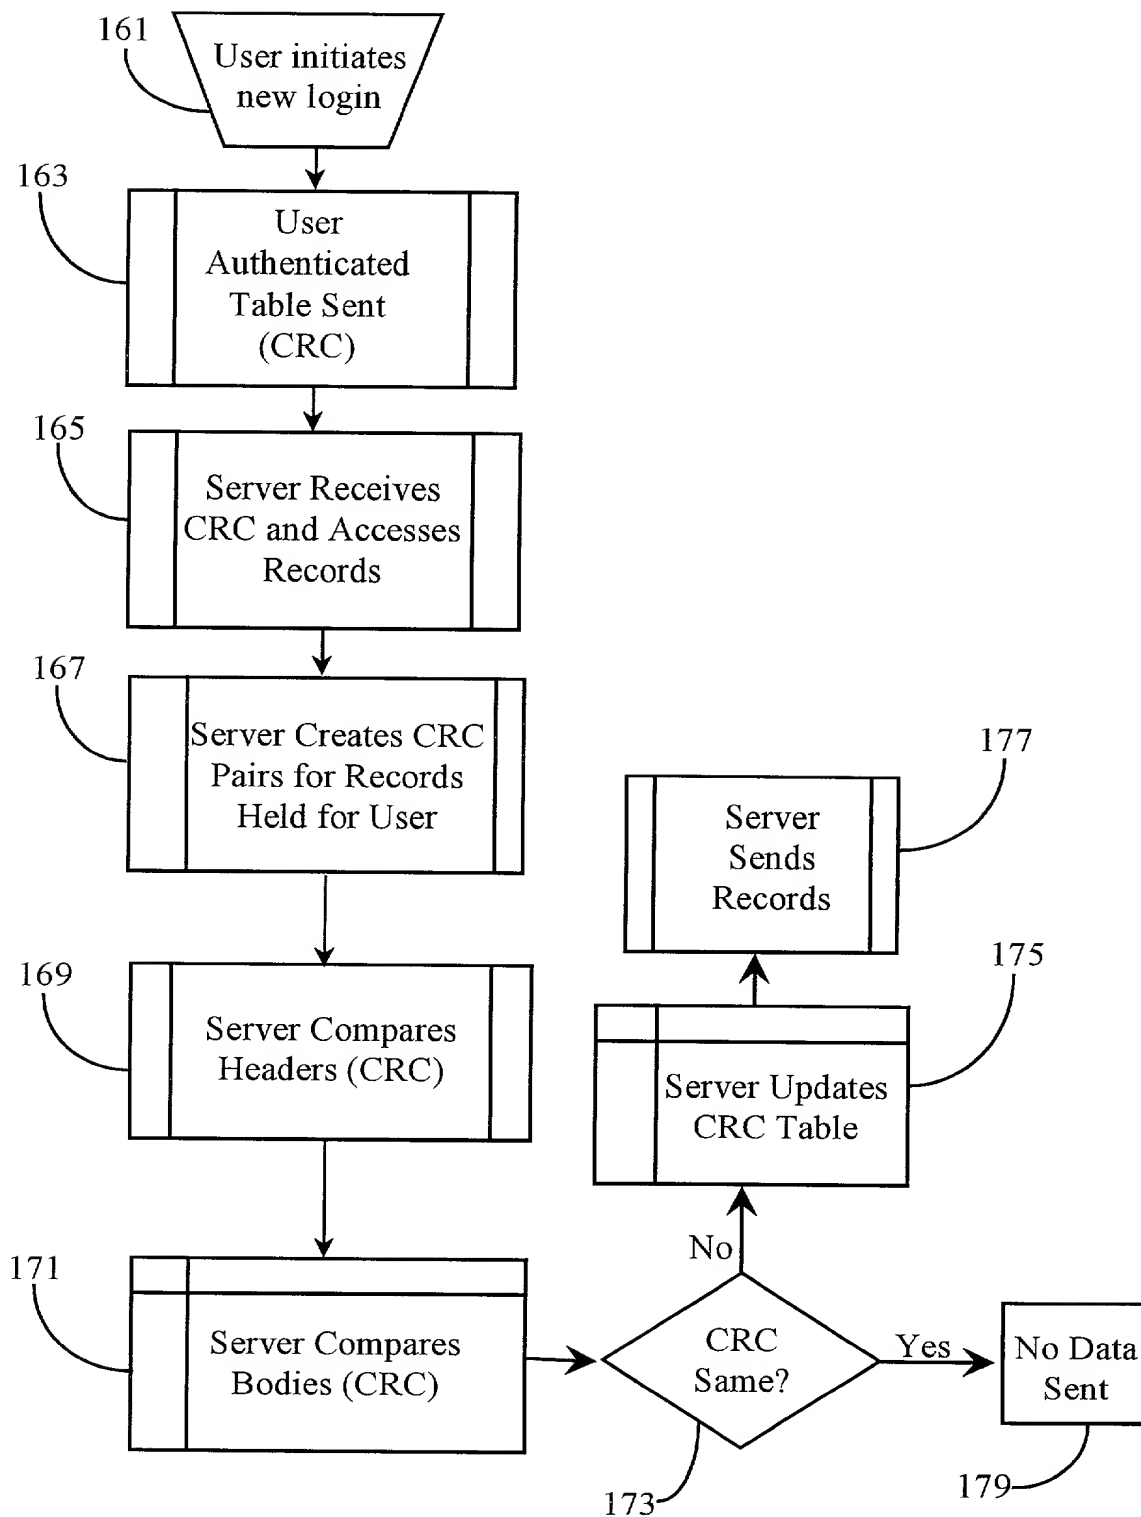 161
User initiates
new login
163
User
Authenticated
Table Sent
(CRC)
165
Server Receives
CRC and Accesses
Records
167
Server Creates CRC
Pairs for Records
Held for User
169
Server Compares
Headers (CRC)
171
Server Compares
Bodies (CRC)
CRC
Same?
173
No
Server Updates
CRC Table
175
Server
Sends
Records
177
Yes
No Data
Sent
179